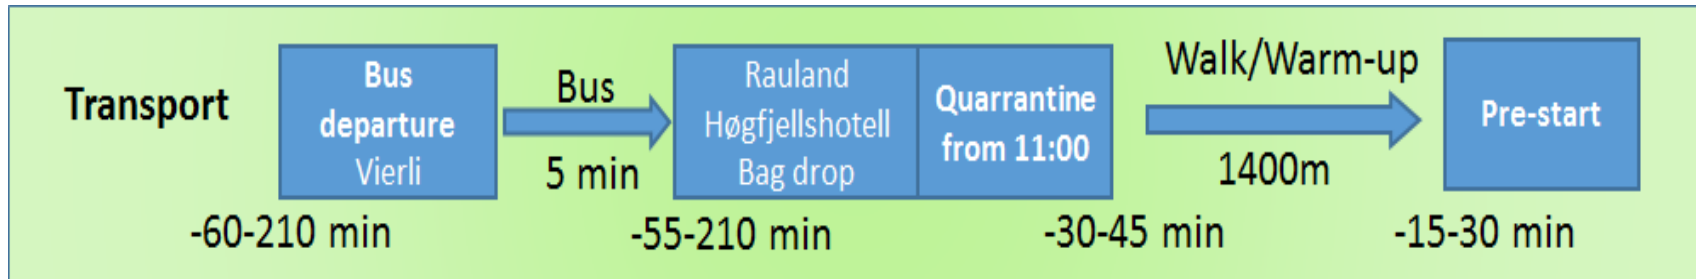 Transport
Bus
departure
Vierli
Bus
5 min
Rauland
Høgfjellshotell
Bag drop
Quarrantine
from 11:00
Walk/Warm-up
1400m
Pre-start
-60-210 min
-55-210 min
-30-45 min
-15-30 min